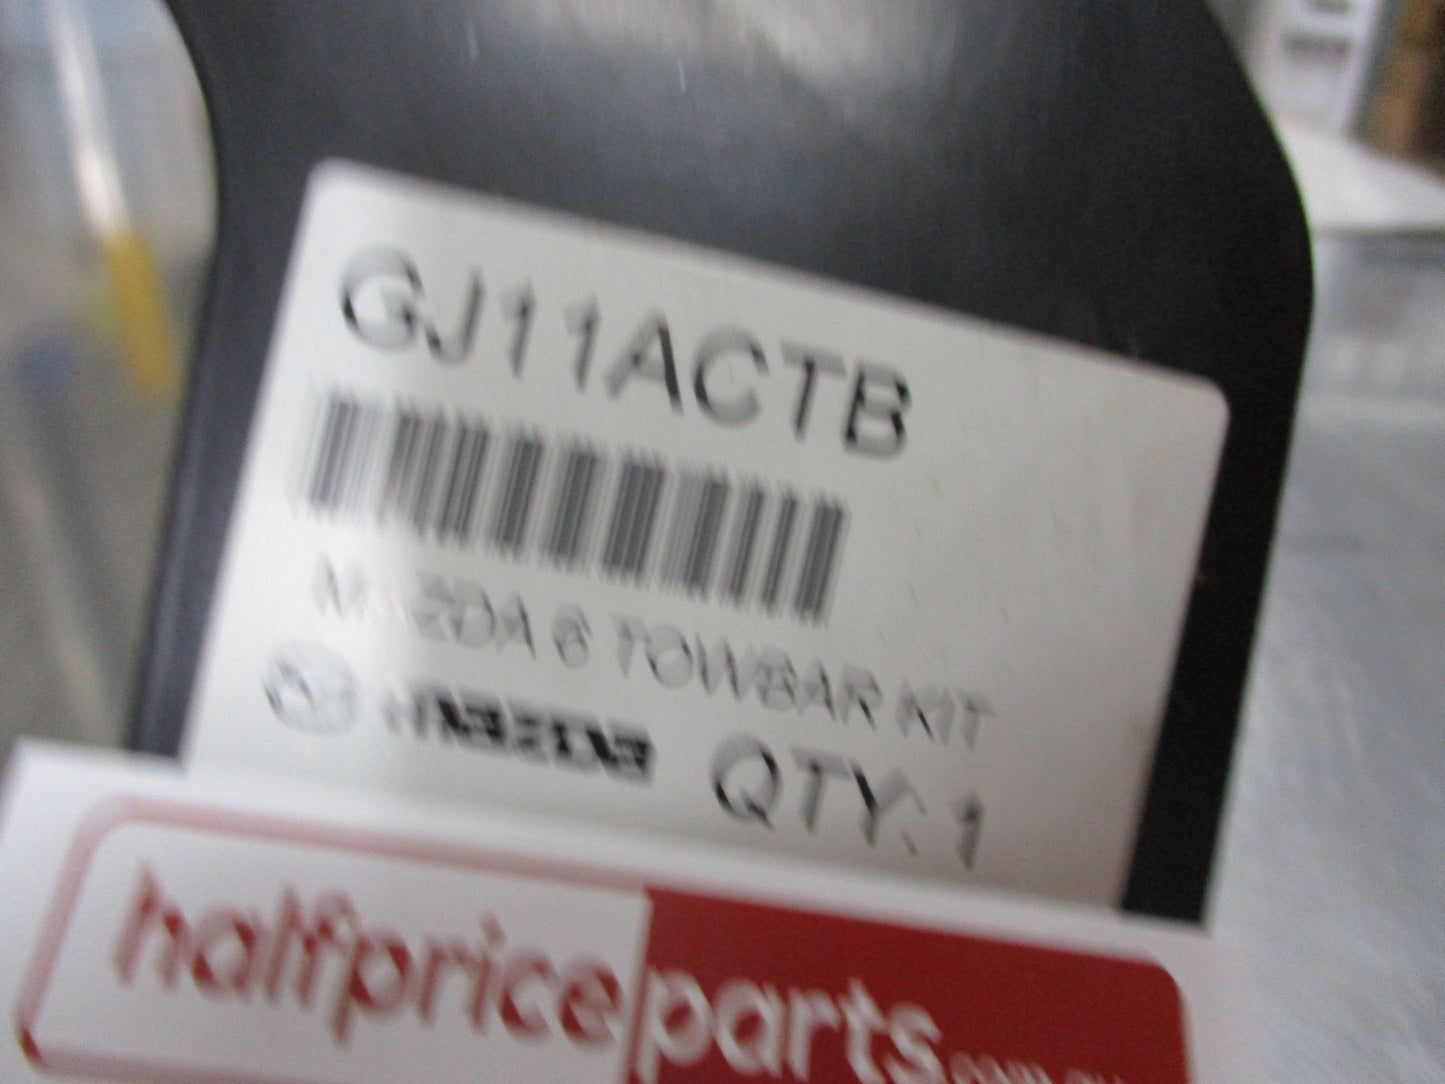 GJ11ACTB
MAZDA 6 TOWBAR KIT
mazda QTY: 1
halfpriceparts.com.au